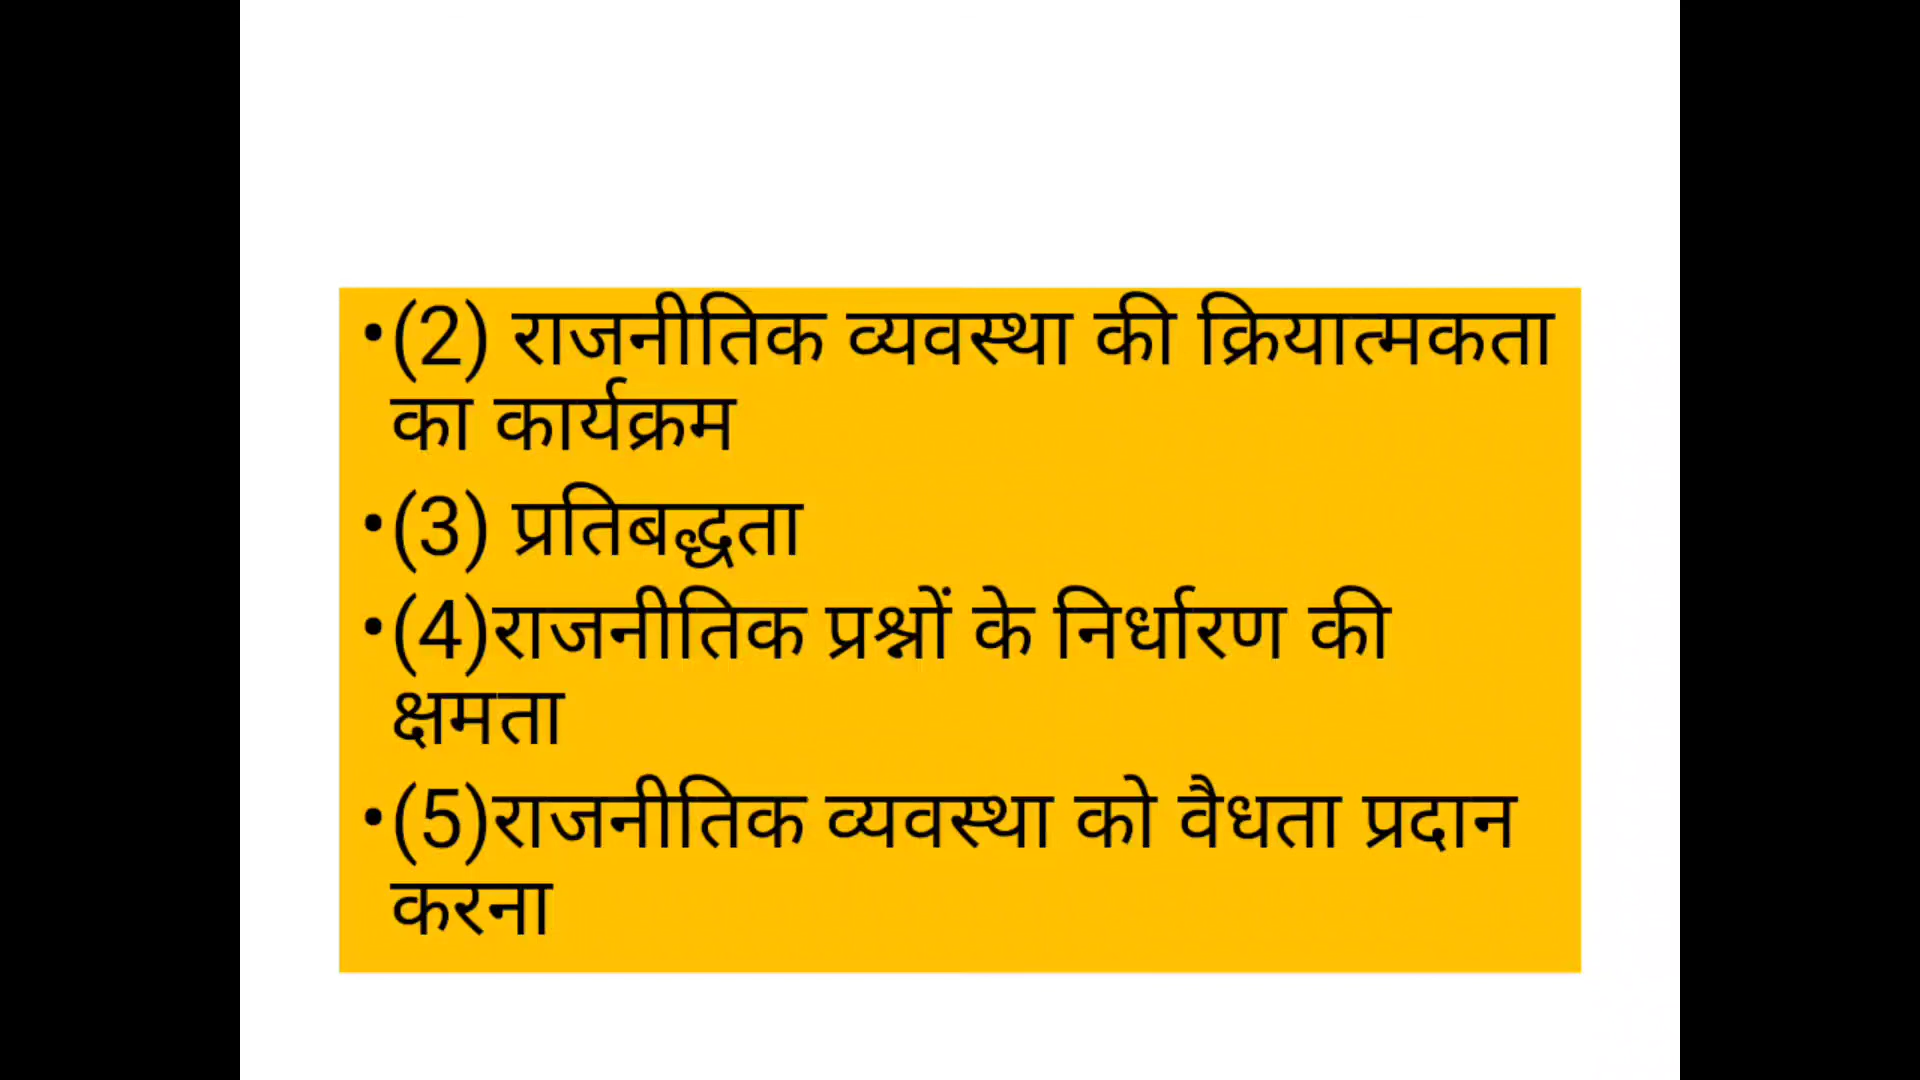 •(2) राजनीतिक व्यवस्था की क्रियात्मकता
का कार्यक्रम
•(3) प्रतिबद्धता
•(4)राजनीतिक प्रश्नों के निर्धारण की
क्षमता
•(5)राजनीतिक व्यवस्था को वैधता प्रदान
करना